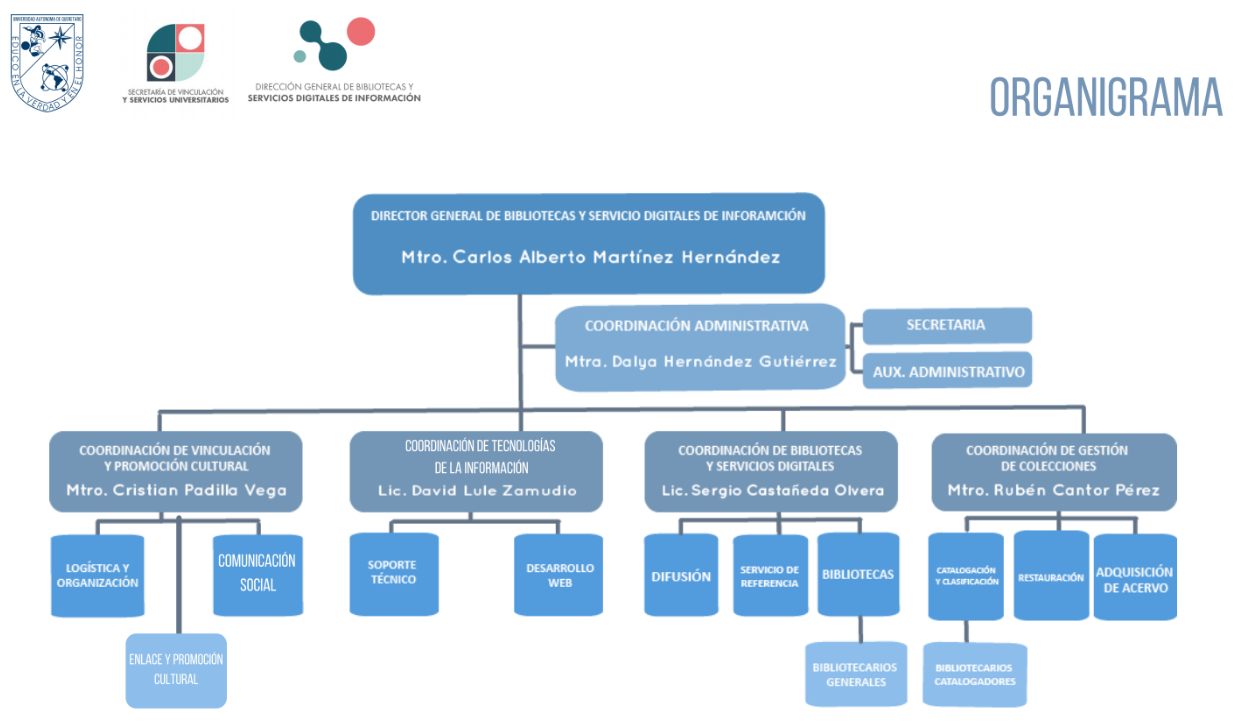 UNIVERSIDAD AUTÓNOMA DE QUERÉTARO
EDUCO EN LA VERDAD Y EN EL HONOR
SECRETARÍA DE VINCULACIÓN
Y SERVICIOS UNIVERSITARIOS
DIRECCIÓN GENERAL DE BIBLIOTECAS Y
SERVICIOS DIGITALES DE INFORMACIÓN
ORGANIGRAMA
DIRECTOR GENERAL DE BIBLIOTECAS Y SERVICIO DIGITALES DE INFORAMCIÓN
Mtro. Carlos Alberto Martínez Hernández
COORDINACIÓN ADMINISTRATIVA
Mtra. Dalya Hernández Gutiérrez
SECRETARIA
AUX. ADMINISTRATIVO
COORDINACIÓN DE VINCULACIÓN
Y PROMOCIÓN CULTURAL
Mtro. Cristian Padilla Vega
COORDINACIÓN DE TECNOLOGÍAS
DE LA INFORMACIÓN
Lic. David Lule Zamudio
COORDINACIÓN DE BIBLIOTECAS
Y SERVICIOS DIGITALES
Lic. Sergio Castañeda Olvera
COORDINACIÓN DE GESTIÓN
DE COLECCIONES
Mtro. Rubén Cantor Pérez
LOGÍSTICA Y
ORGANIZACIÓN
COMUNICACIÓN
SOCIAL
SOPORTE
TÉCNICO
DESARROLLO
WEB
DIFUSIÓN
SERVICIO DE
REFERENCIA
BIBLIOTECAS
CATALOGACIÓN
Y CLASIFICACIÓN
RESTAURACIÓN
ADQUISICIÓN
DE ACERVO
ENLACE Y PROMOCIÓN
CULTURAL
BIBLIOTECARIOS
GENERALES
BIBLIOTECARIOS
CATALOGADORES